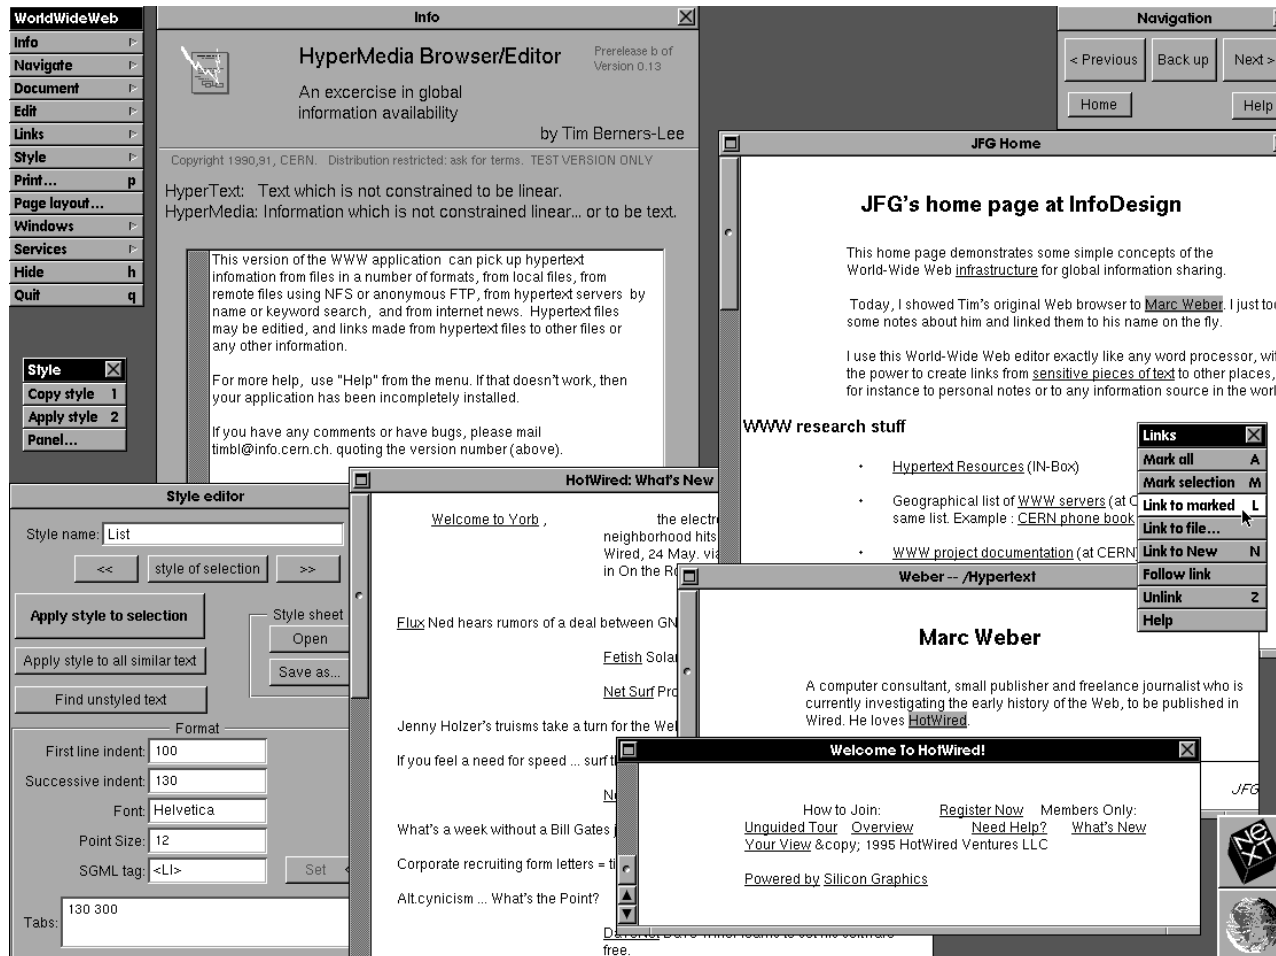 WorldWideWeb
Info
Navigate
Document
Edit
Links
Style
Print... p
Page layout...
Windows
Services
Hide h
Quit q
Style
Copy style 1
Apply style 2
Panel...
Info
HyperMedia Browser/Editor
Prerelease b of
Version 0.13
An excercise in global
information availability
by Tim Berners-Lee
Copyright 1990,91, CERN. Distribution restricted: ask for terms. TEST VERSION ONLY
HyperText: Text which is not constrained to be linear.
HyperMedia: Information which is not constrained linear... or to be text.
This version of the WWW application can pick up hypertext
infomation from files in a number of formats, from local files, from
remote files using NFS or anonymous FTP, from hypertext servers by
name or keyword search, and from internet news. Hypertext files
may be editied, and links made from hypertext files to other files or
any other information.
For more help, use "Help" from the menu. If that doesn't work, then
your application has been incompletely installed.
If you have any comments or have bugs, please mail
timbl@info.cern.ch. quoting the version number (above).
Navigation
< Previous Back up Next >
Home Help
JFG Home
JFG's home page at InfoDesign
This home page demonstrates some simple concepts of the
World-Wide Web infrastructure for global information sharing.
Today, I showed Tim's original Web browser to Marc Weber. I just
some notes about him and linked them to his name on the fly.
I use this World-Wide Web editor exactly like any word processor,
the power to create links from sensitive pieces of text to other places,
for instance to personal notes or to any information source in the
WWW research stuff
• Hypertext Resources (IN-Box)
• Geographical list of WWW servers (at
same list. Example : CERN phone book
• WWW project documentation (at CERN)
Links
Mark all A
Mark selection M
Link to marked L
Link to file...
Link to New N
Follow link
Unlink Z
Help
Style editor
Style name: List
<< style of selection >>
Apply style to selection
Apply style to all similar text
Find unstyled text
Style sheet
Open
Save as...
Format
First line indent: 100
Successive indent: 130
Font: Helvetica
Point Size: 12
SGML tag: <LI>
Set
Tabs: 130 300
HotWired: What's New
Welcome to Yorb , the
neighborhood hits
Wired, 24 May.
in On the
Flux Ned hears rumors of a deal between
Fetish
Net Surf
Jenny Holzer's truisms take a turn for the
If you feel a need for speed ... surf
What's a week without a Bill Gates
Corporate recruiting form letters =
Alt.cynicism ... What's the Point?
free.
Weber -- /Hypertext
Marc Weber
A computer consultant, small publisher and freelance journalist who is
currently investigating the early history of the Web, to be published in
Wired. He loves HotWired.
JFG
Welcome To HotWired!
How to Join: Register Now Members Only:
Unguided Tour Overview Need Help? What's New
Your View &copy; 1995 HotWired Ventures LLC
Powered by Silicon Graphics
NeXT